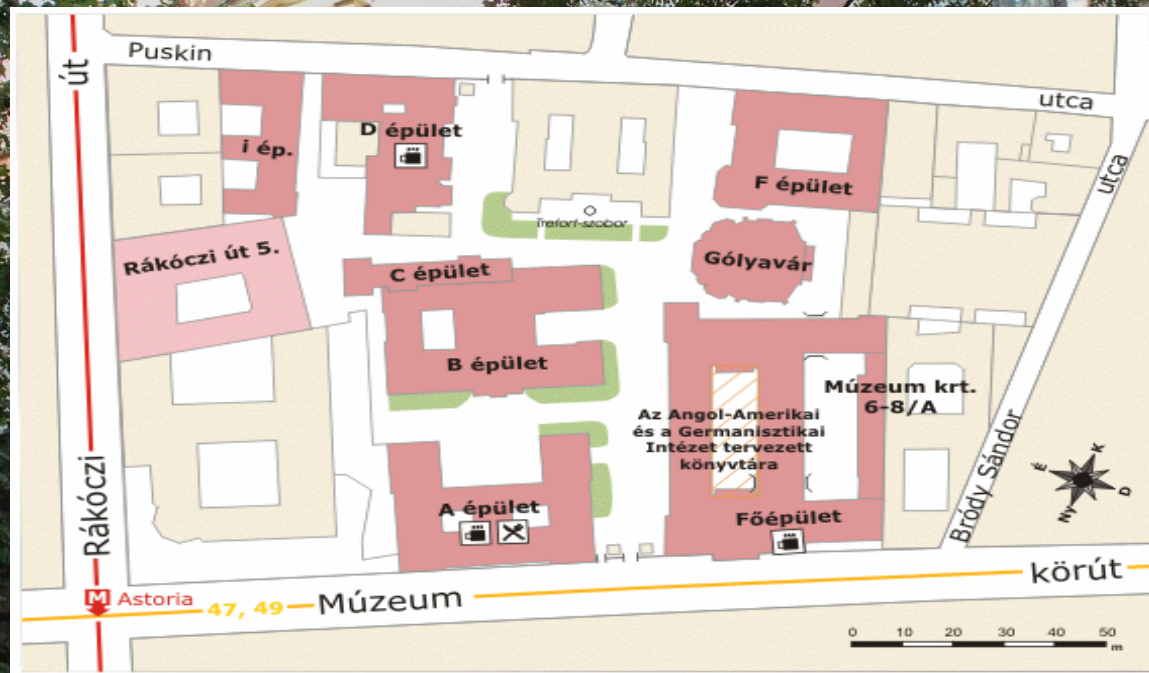 Puskin
utca
út
D épület
i ép.
F épület
utca
Trefort-szobor
Rákóczi út 5.
C épület
Gólyavár
B épület
Múzeum krt.
6-8/A
Az Angol-Amerikai
és a Germanisztikai
Intézet tervezett
könyvtára
Bródy Sándor
É
K
Ny
D
Rákóczi
A épület
Főépület
körút
M Astoria
47, 49
Múzeum
0 10 20 30 40 50
m